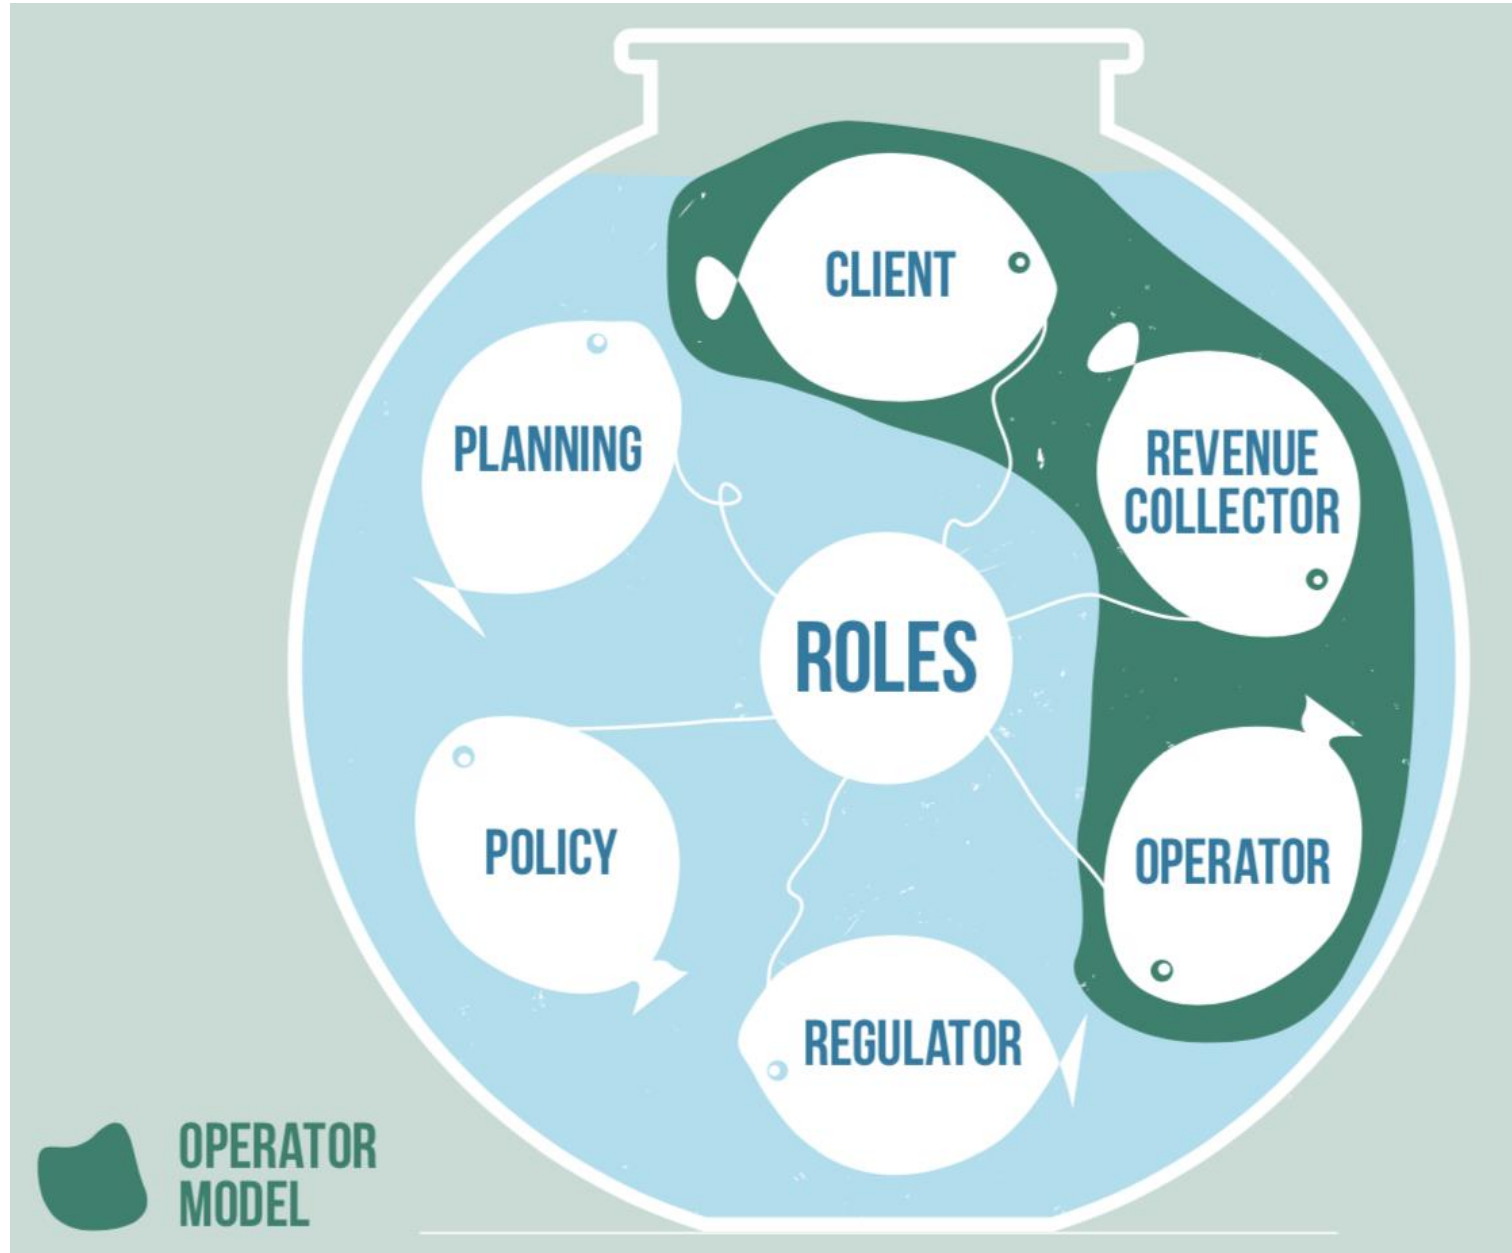 CLIENT
PLANNING
REVENUE
COLLECTOR
ROLES
POLICY
OPERATOR
REGULATOR
OPERATOR
MODEL